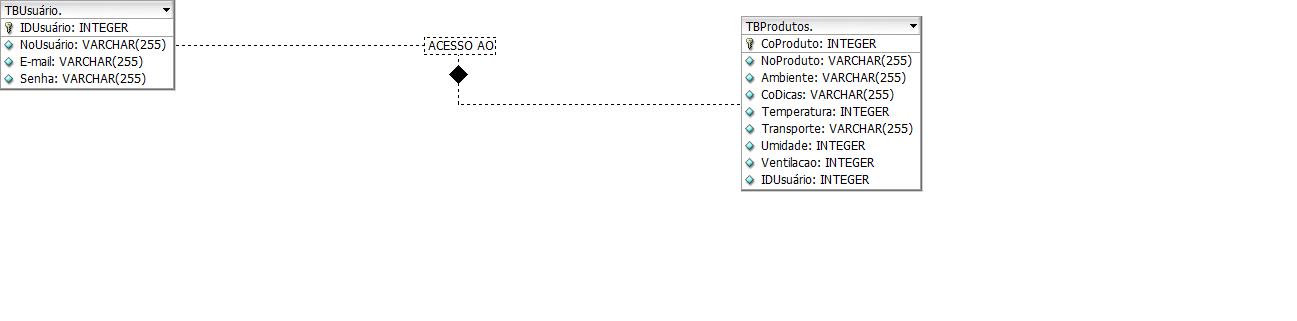 TBUsuário.
IDUsuário: INTEGER
NoUsuário: VARCHAR(255)
E-mail: VARCHAR(255)
Senha: VARCHAR(255)
ACESSO AO
TBProdutos.
CoProduto: INTEGER
NoProduto: VARCHAR(255)
Ambiente: VARCHAR(255)
CoDicas: VARCHAR(255)
Temperatura: INTEGER
Transporte: VARCHAR(255)
Umidade: INTEGER
Ventilacao: INTEGER
IDUsuário: INTEGER